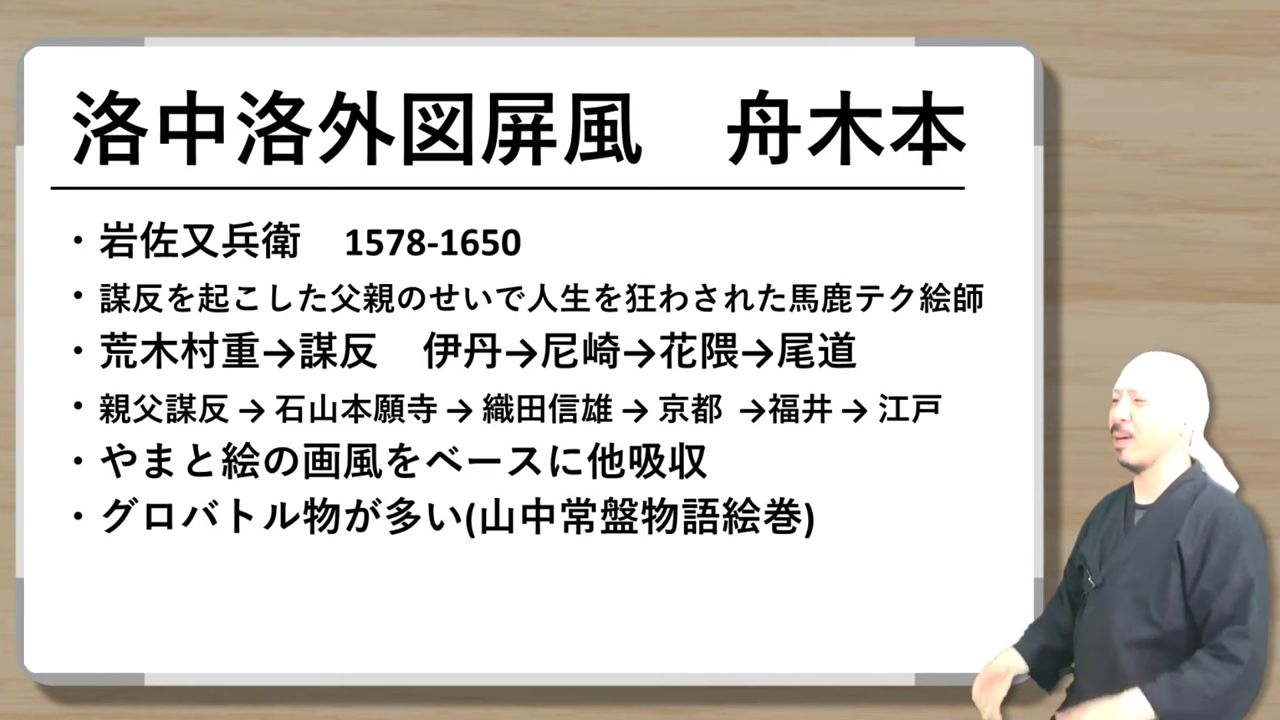 洛中洛外図屏風　舟木本
・岩佐又兵衛　1578-1650
・謀反を起こした父親のせいで人生を狂わされた馬鹿テク絵師
・荒木村重→謀反　伊丹→尼崎→花隈→尾道
・親父謀反 → 石山本願寺 → 織田信雄 → 京都 →福井 → 江戸
・やまと絵の画風をベースに他吸収
・グロバトル物が多い(山中常盤物語絵巻)